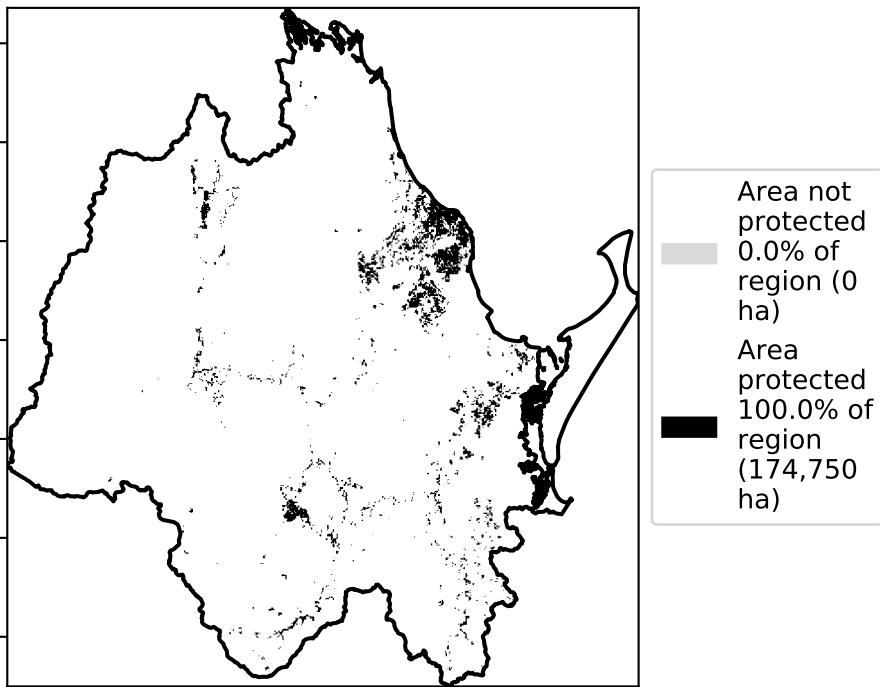 Area not
protected
0.0% of
region (0
ha)
Area
protected
100.0% of
region
(174,750
ha)